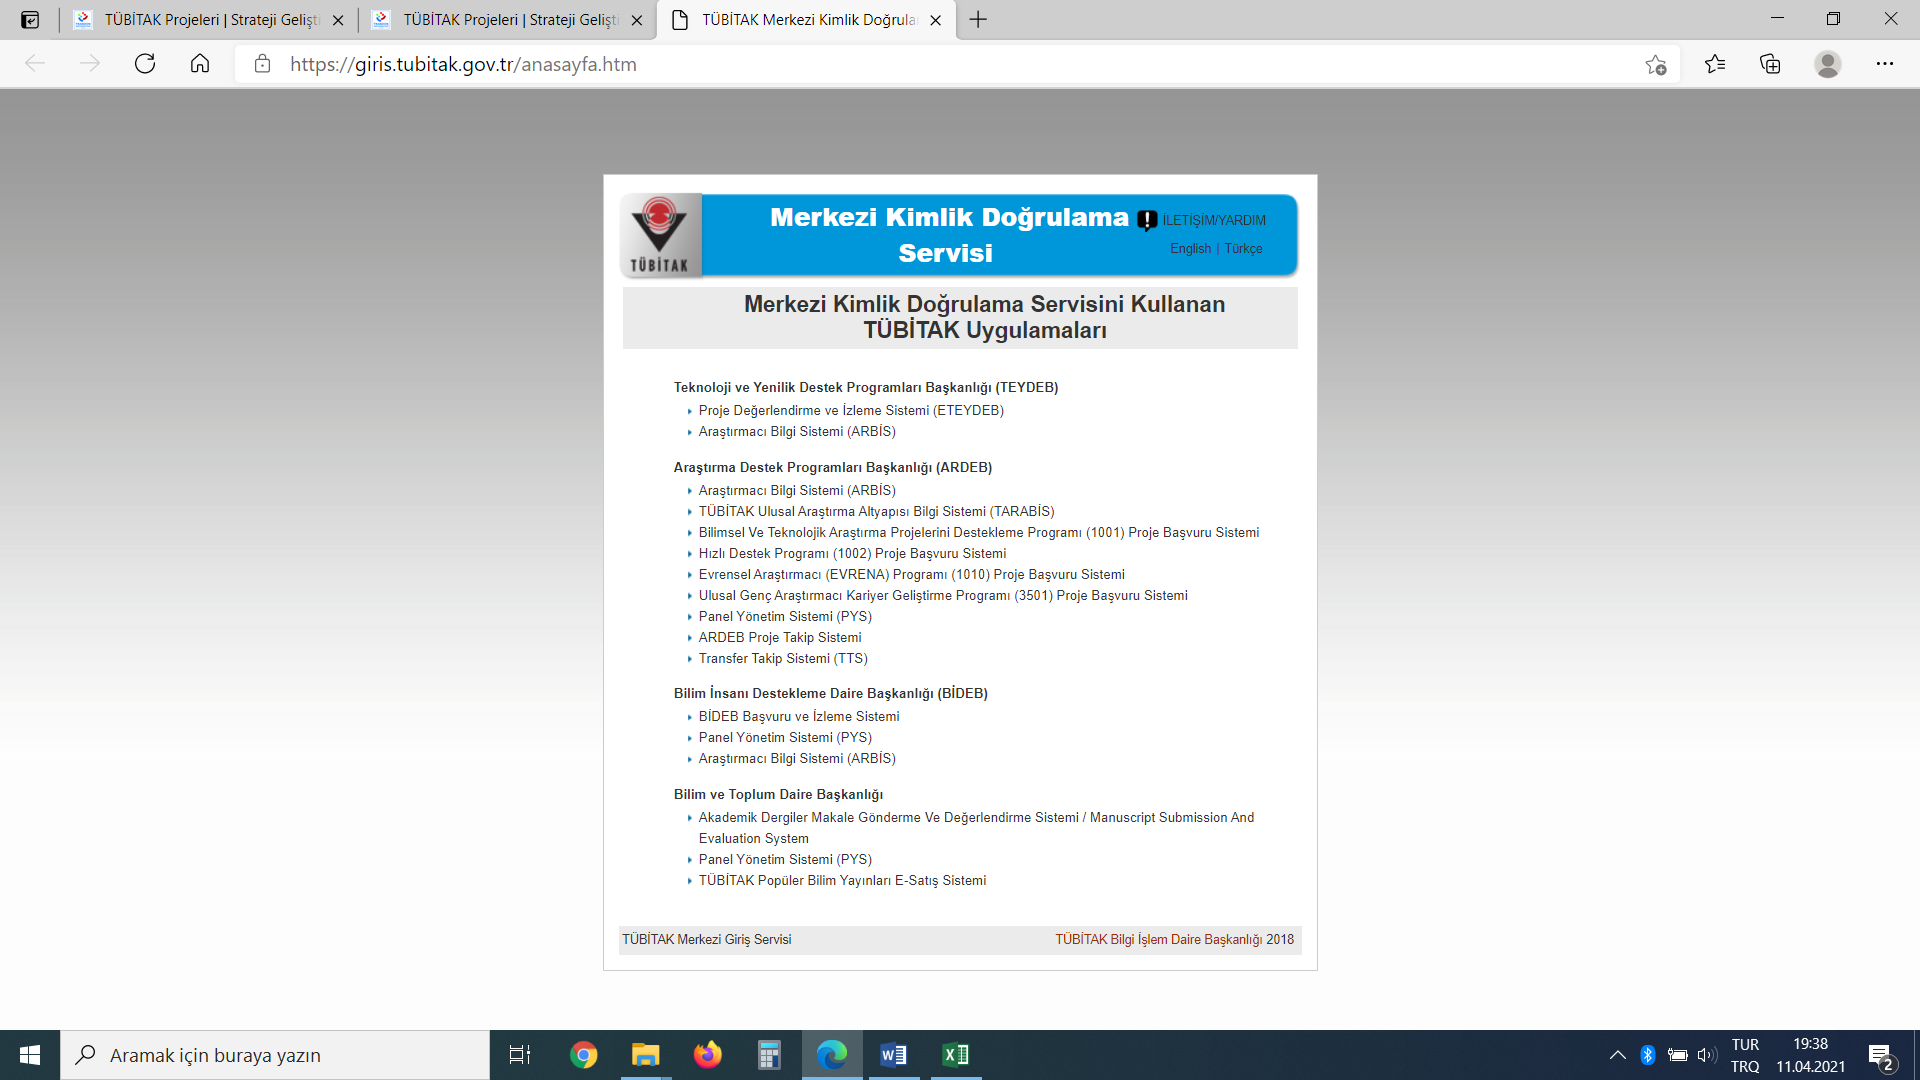 TÜBİTAK Projeleri | Strateji Gelişti
TÜBİTAK Projeleri | Strateji Gelişti
TÜBİTAK Merkezi Kimlik Doğrula
https://giris.tubitak.gov.tr/anasayfa.htm
TÜBİTAK
Merkezi Kimlik Doğrulama
Servisi
İLETİŞİM/YARDIM
English | Türkçe
Merkezi Kimlik Doğrulama Servisini Kullanan
TÜBİTAK Uygulamaları
Teknoloji ve Yenilik Destek Programları Başkanlığı (TEYDEB)
Proje Değerlendirme ve İzleme Sistemi (ETEYDEB)
Araştırmacı Bilgi Sistemi (ARBİS)
Araştırma Destek Programları Başkanlığı (ARDEB)
Araştırmacı Bilgi Sistemi (ARBİS)
TÜBİTAK Ulusal Araştırma Altyapısı Bilgi Sistemi (TARABİS)
Bilimsel Ve Teknolojik Araştırma Projelerini Destekleme Programı (1001) Proje Başvuru Sistemi
Hızlı Destek Programı (1002) Proje Başvuru Sistemi
Evrensel Araştırmacı (EVRENA) Programı (1010) Proje Başvuru Sistemi
Ulusal Genç Araştırmacı Kariyer Geliştirme Programı (3501) Proje Başvuru Sistemi
Panel Yönetim Sistemi (PYS)
ARDEB Proje Takip Sistemi
Transfer Takip Sistemi (TTS)
Bilim İnsanı Destekleme Daire Başkanlığı (BİDEB)
BİDEB Başvuru ve İzleme Sistemi
Panel Yönetim Sistemi (PYS)
Araştırmacı Bilgi Sistemi (ARBİS)
Bilim ve Toplum Daire Başkanlığı
Akademik Dergiler Makale Gönderme Ve Değerlendirme Sistemi / Manuscript Submission And
Evaluation System
Panel Yönetim Sistemi (PYS)
TÜBİTAK Popüler Bilim Yayınları E-Satış Sistemi
TÜBİTAK Merkezi Giriş Servisi
TÜBİTAK Bilgi İşlem Daire Başkanlığı 2018
Aramak için buraya yazın
TUR
TRQ
19:38
11.04.2021
2